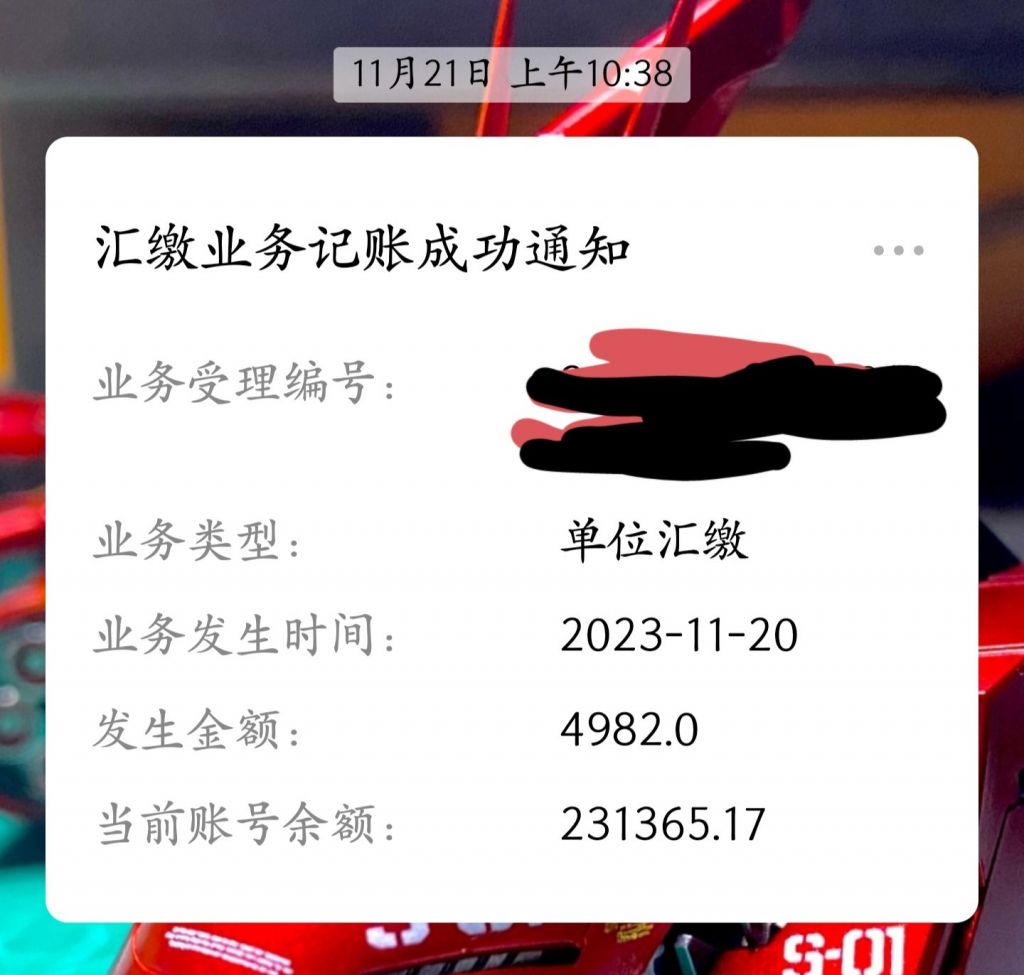 11月21日 上午10:38
汇缴业务记账成功通知
业务受理编号：
业务类型： 单位汇缴
业务发生时间： 2023-11-20
发生金额： 4982.0
当前账号余额： 231365.17
S-01